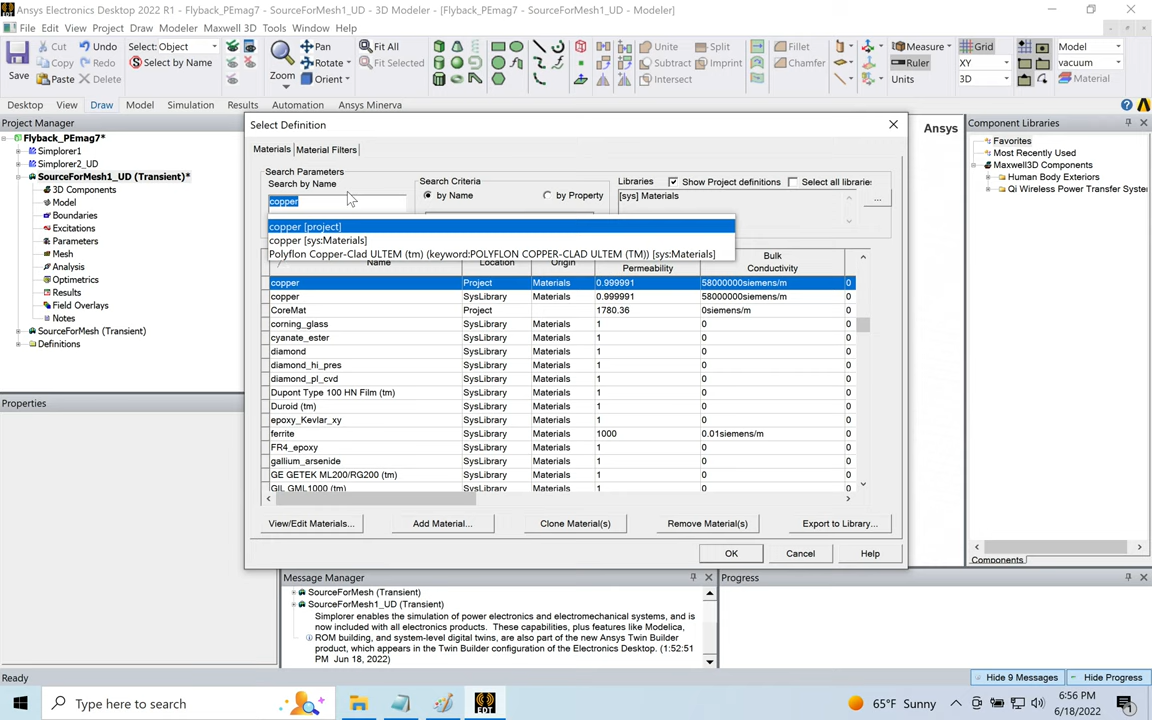 Ansys Electronics Desktop 2022 R1 - Flyback_PEmag7 - SourceForMesh1_UD - 3D Modeler - [Flyback_PEmag7 - SourceForMesh1_UD - Modeler]
File Edit View Project Draw Modeler Maxwell 3D Tools Window Help
Save Cut Undo Select: Object Zoom Pan Fit All Unite Split Fillet Measure Grid Model
Copy Redo Select by Name Rotate Fit Selected Subtract Imprint Chamfer Ruler XY vacuum
Paste Delete Orient Intersect Units 3D Material
Desktop View Draw Model Simulation Results Automation Ansys Minerva
Project Manager
Flyback_PEmag7*
Simplorer1
Simplorer2_UD
SourceForMesh1_UD (Transient)*
3D Components
Model
Boundaries
Excitations
Parameters
Mesh
Analysis
Optimetrics
Results
Field Overlays
Notes
SourceForMesh (Transient)
Definitions
Properties
Select Definition
Materials Material Filters
Search Parameters
Search by Name
copper
Search Criteria
by Name by Property
Libraries Show Project definitions Select all libraries
[sys] Materials
...
copper [project]
copper [sys:Materials]
Polyflon Copper-Clad ULTEM (tm) (keyword:POLYFLON COPPER-CLAD ULTEM (TM)) [sys:Materials]
Name Location Origin Permeability Bulk Conductivity
copper Project Materials 0.999991 58000000siemens/m 0
copper SysLibrary Materials 0.999991 58000000siemens/m 0
CoreMat Project 1780.36 0siemens/m 0
corning_glass SysLibrary Materials 1 0 0
cyanate_ester SysLibrary Materials 1 0 0
diamond SysLibrary Materials 1 0 0
diamond_hi_pres SysLibrary Materials 1 0 0
diamond_pl_cvd SysLibrary Materials 1 0 0
Dupont Type 100 HN Film (tm) SysLibrary Materials 1 0 0
Duroid (tm) SysLibrary Materials 1 0 0
epoxy_Kevlar_xy SysLibrary Materials 1 0 0
ferrite SysLibrary Materials 1000 0.01siemens/m 0
FR4_epoxy SysLibrary Materials 1 0 0
gallium_arsenide SysLibrary Materials 1 0 0
GE GETEK ML200/RG200 (tm) SysLibrary Materials 1 0 0
GIL GML1000 (tm) SysLibrary Materials 1 0 0
View/Edit Materials... Add Material... Clone Material(s) Remove Material(s) Export to Library...
OK Cancel Help
Ansys
Component Libraries
Favorites
Most Recently Used
Maxwell3D Components
Human Body Exteriors
Qi Wireless Power Transfer Syste
Components
Message Manager
SourceForMesh (Transient)
SourceForMesh1_UD (Transient)
Simplorer enables the simulation of power electronics and electromechanical systems, and is
now included with all electronics products. These capabilities, plus features like Modelica,
ROM building, and system-level digital twins, are also part of the new Ansys Twin Builder
product, which appears in the Twin Builder configuration of the Electronics Desktop. (1:52:51
PM Jun 18, 2022)
Progress
Ready
Hide 9 Messages Hide Progress
Type here to search
EDT
65°F Sunny
6:56 PM
6/18/2022
1